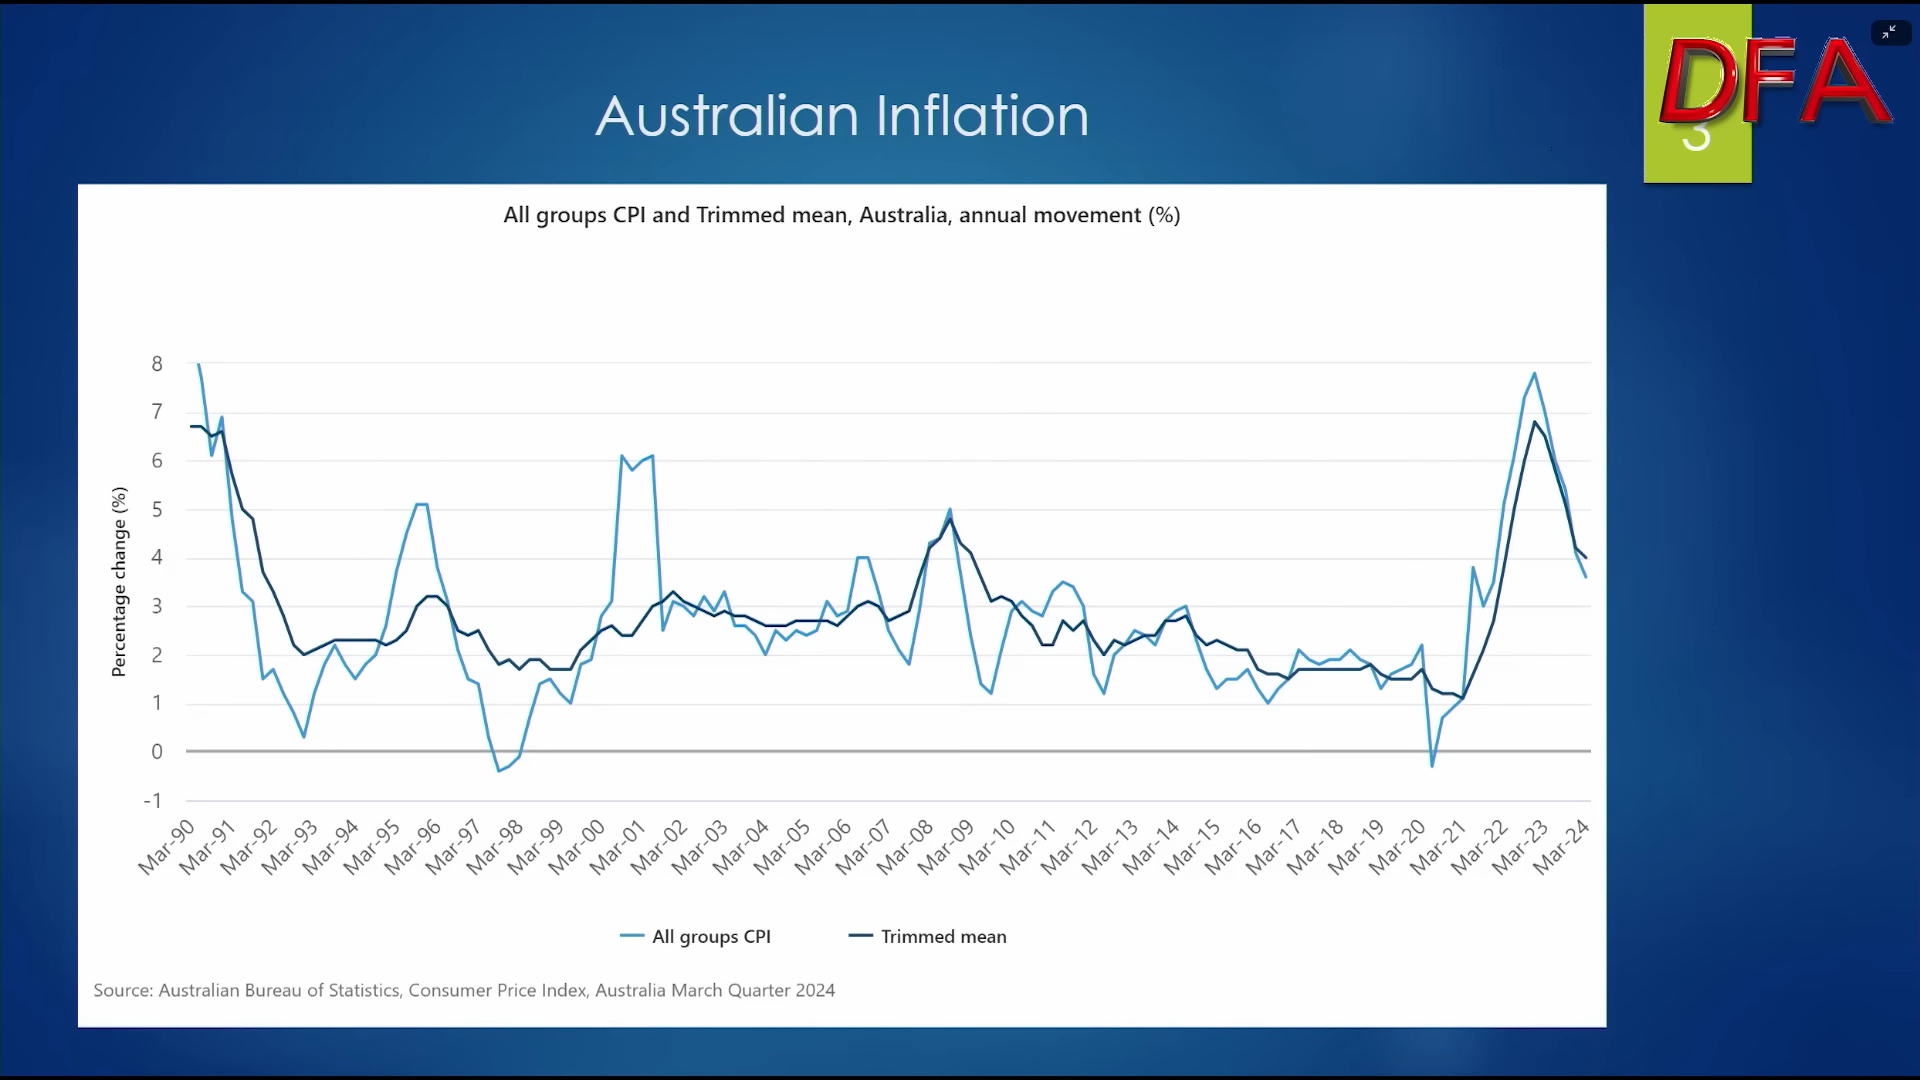 DFA
3
Australian Inflation
All groups CPI and Trimmed mean, Australia, annual movement (%)
Percentage change (%)
8
7
6
5
4
3
2
1
0
-1
Mar-90
Mar-91
Mar-92
Mar-93
Mar-94
Mar-95
Mar-96
Mar-97
Mar-98
Mar-99
Mar-00
Mar-01
Mar-02
Mar-03
Mar-04
Mar-05
Mar-06
Mar-07
Mar-08
Mar-09
Mar-10
Mar-11
Mar-12
Mar-13
Mar-14
Mar-15
Mar-16
Mar-17
Mar-18
Mar-19
Mar-20
Mar-21
Mar-22
Mar-23
Mar-24
All groups CPI
Trimmed mean
Source: Australian Bureau of Statistics, Consumer Price Index, Australia March Quarter 2024